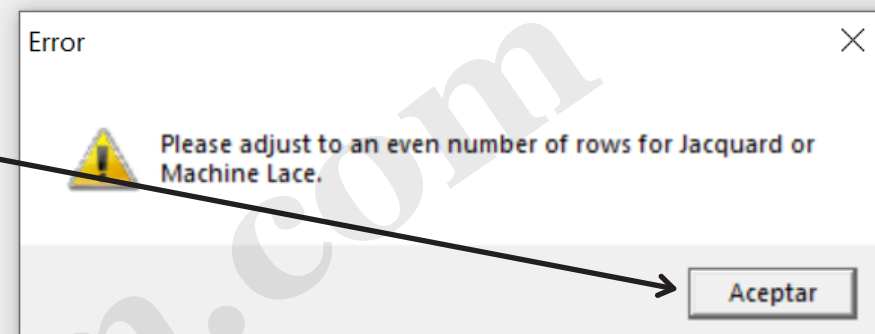 Error
Please adjust to an even number of rows for Jacquard or
Machine Lace.
Aceptar